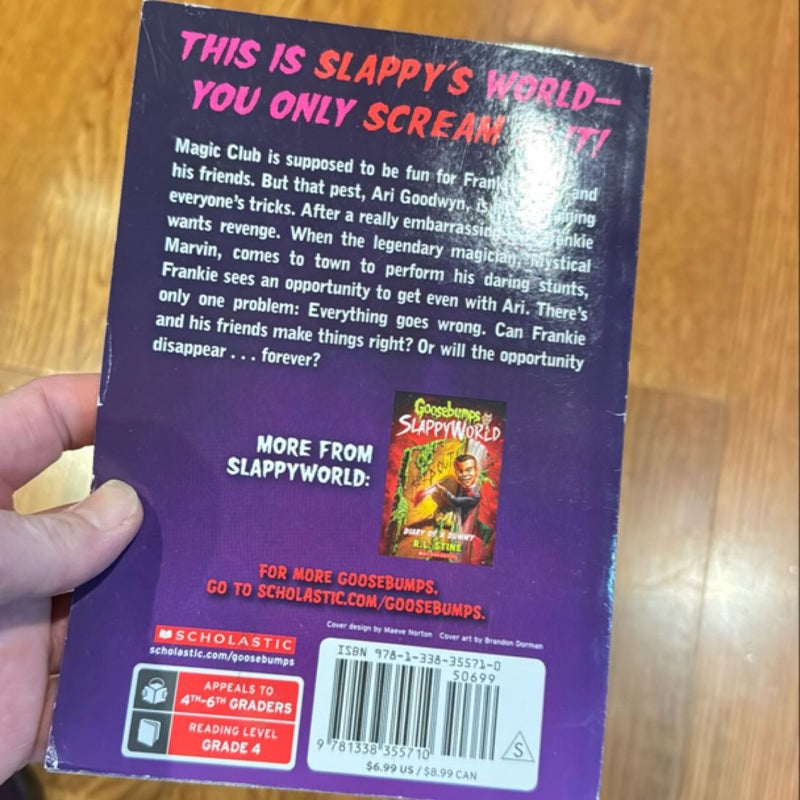 THIS IS SLAPPY'S WORLD—
YOU ONLY SCREAM IT!
Magic Club is supposed to be fun for and
his friends. But that pest, Ari Goodwyn, is
everyone's tricks. After a really embarrassing Frankie
wants revenge. When the legendary magician, Mystical
Marvin, comes to town to perform his daring stunts,
Frankie sees an opportunity to get even with Ari. There's
only one problem: Everything goes wrong. Can Frankie
and his friends make things right? Or will the opportunity
disappear . . . forever?
MORE FROM
SLAPPYWORLD:
Goosebumps
SLAPPYWORLD
KEEP OUT!
DIARY OF A DUMMY
R.L. STINE
FOR MORE GOOSEBUMPS,
GO TO SCHOLASTIC.COM/GOOSEBUMPS.
Cover design by Maeve Norton Cover art by Brandon Dorman
SCHOLASTIC
scholastic.com/goosebumps
APPEALS TO
4TH–6TH GRADERS
READING LEVEL
GRADE 4
ISBN 978-1-338-35571-0
50699
9 781338 355710
S
$6.99 US / $8.99 CAN